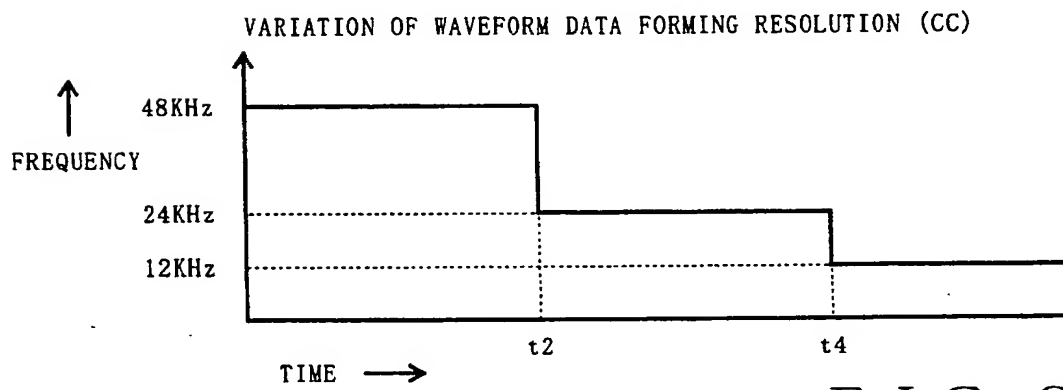 VARIATION OF WAVEFORM DATA FORMING RESOLUTION (CC)
48KHz
FREQUENCY
24KHz
12KHz
t2
t4
TIME